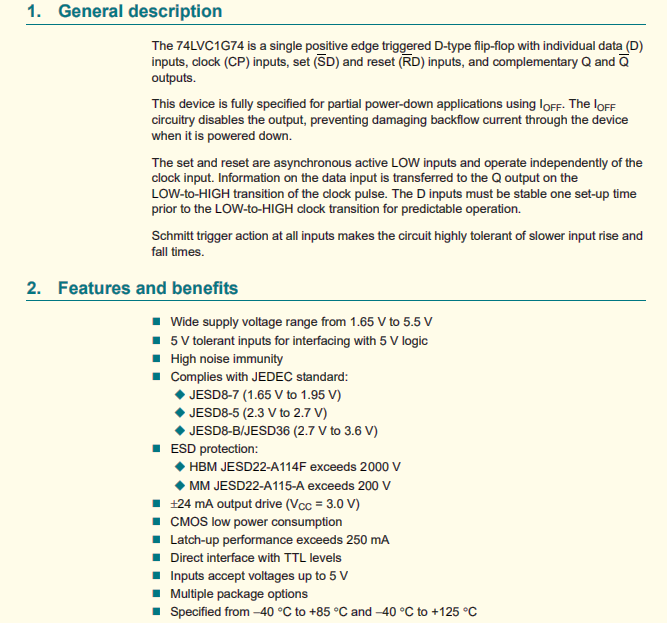 1. General description
The 74LVC1G74 is a single positive edge triggered D-type flip-flop with individual data (D)
inputs, clock (CP) inputs, set (S̅D) and reset (R̅D) inputs, and complementary Q and Q̅
outputs.
This device is fully specified for partial power-down applications using IOFF. The IOFF
circuitry disables the output, preventing damaging backflow current through the device
when it is powered down.
The set and reset are asynchronous active LOW inputs and operate independently of the
clock input. Information on the data input is transferred to the Q output on the
LOW-to-HIGH transition of the clock pulse. The D inputs must be stable one set-up time
prior to the LOW-to-HIGH clock transition for predictable operation.
Schmitt trigger action at all inputs makes the circuit highly tolerant of slower input rise and
fall times.
2. Features and benefits
■ Wide supply voltage range from 1.65 V to 5.5 V
■ 5 V tolerant inputs for interfacing with 5 V logic
■ High noise immunity
■ Complies with JEDEC standard:
◆ JESD8-7 (1.65 V to 1.95 V)
◆ JESD8-5 (2.3 V to 2.7 V)
◆ JESD8-B/JESD36 (2.7 V to 3.6 V)
■ ESD protection:
◆ HBM JESD22-A114F exceeds 2000 V
◆ MM JESD22-A115-A exceeds 200 V
■ ±24 mA output drive (VCC = 3.0 V)
■ CMOS low power consumption
■ Latch-up performance exceeds 250 mA
■ Direct interface with TTL levels
■ Inputs accept voltages up to 5 V
■ Multiple package options
■ Specified from −40 °C to +85 °C and −40 °C to +125 °C